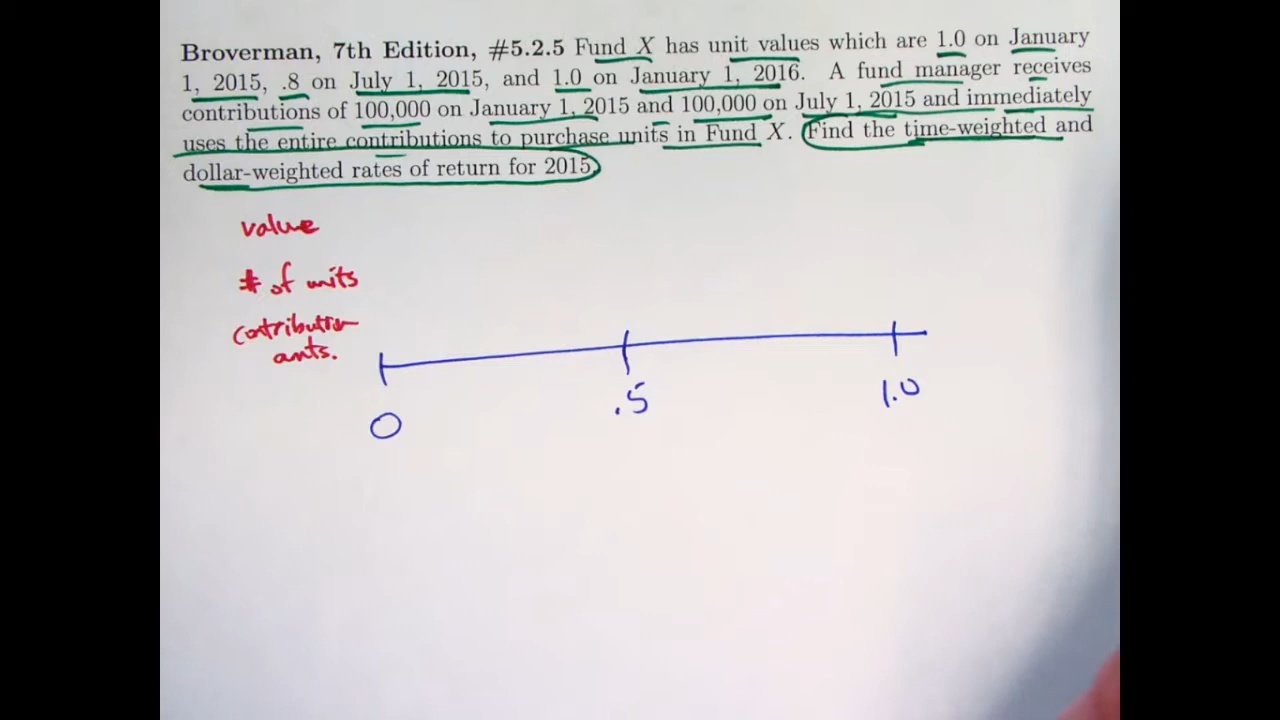 Broverman, 7th Edition, #5.2.5 Fund X has unit values which are 1.0 on January
1, 2015, .8 on July 1, 2015, and 1.0 on January 1, 2016. A fund manager receives
contributions of 100,000 on January 1, 2015 and 100,000 on July 1, 2015 and immediately
uses the entire contributions to purchase units in Fund X. Find the time-weighted and
dollar-weighted rates of return for 2015.
value
# of units
contribution
amts.
0 .5 1.0